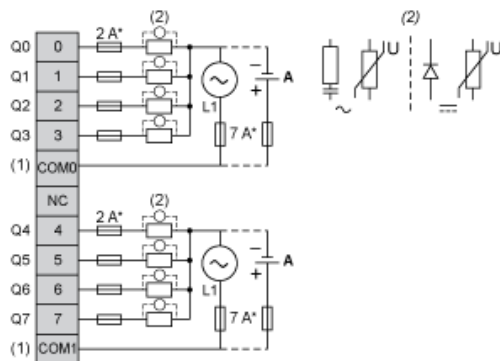 (2) (2)
Q0 0 2 A* − A U U
Q1 1 +
Q2 2 L1
Q3 3 7 A*
(1) COM0
NC
2 A* (2)
Q4 4 − A
Q5 5 +
Q6 6 L1
Q7 7 7 A*
(1) COM1